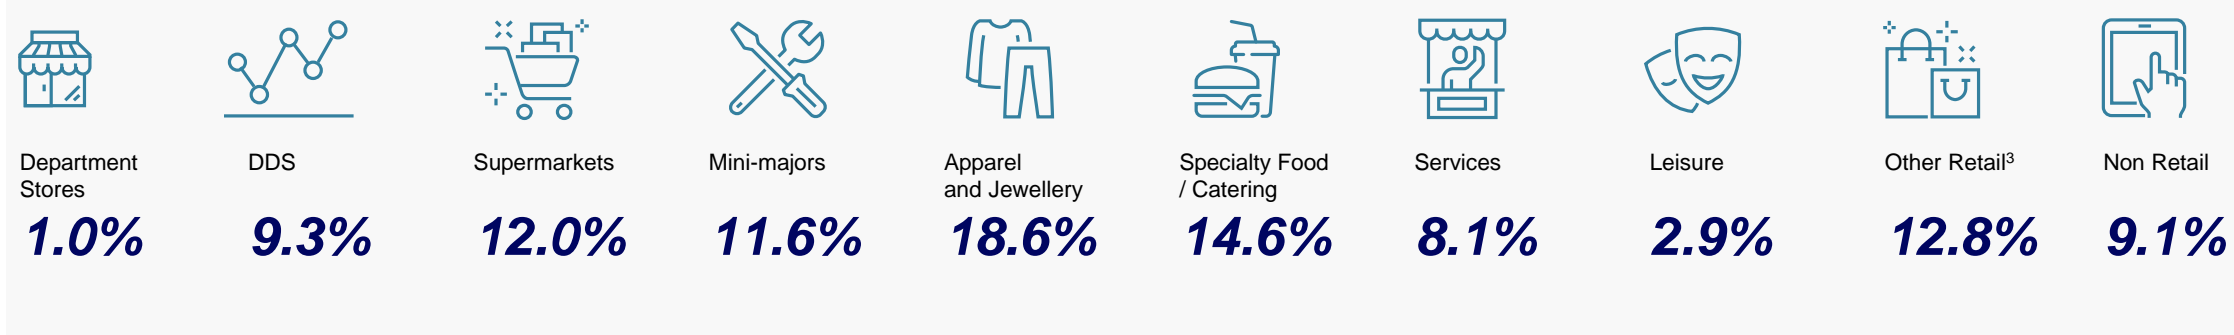 Department
Stores
1.0%
DDS
9.3%
Supermarkets
12.0%
Mini-majors
11.6%
Apparel
and Jewellery
18.6%
Specialty Food
/ Catering
14.6%
Services
8.1%
Leisure
2.9%
Other Retail³
12.8%
Non Retail
9.1%